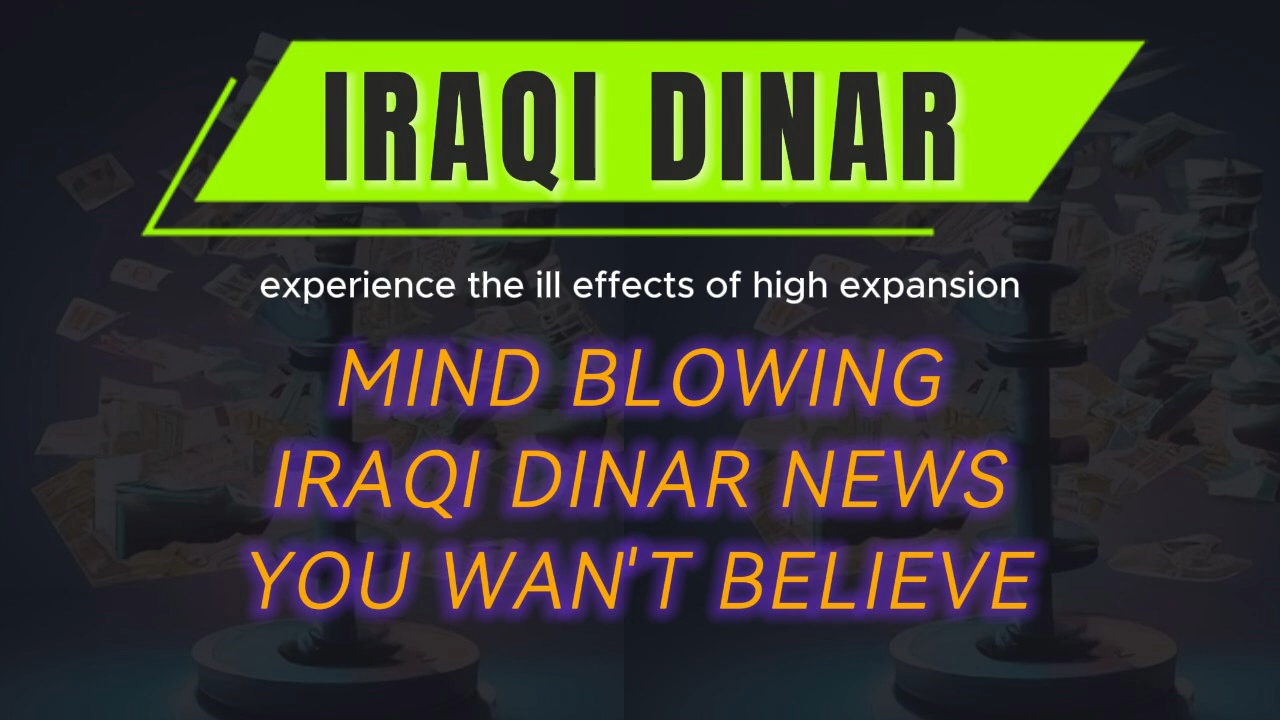 IRAQI DINAR
experience the ill effects of high expansion
MIND BLOWING
IRAQI DINAR NEWS
YOU WAN'T BELIEVE